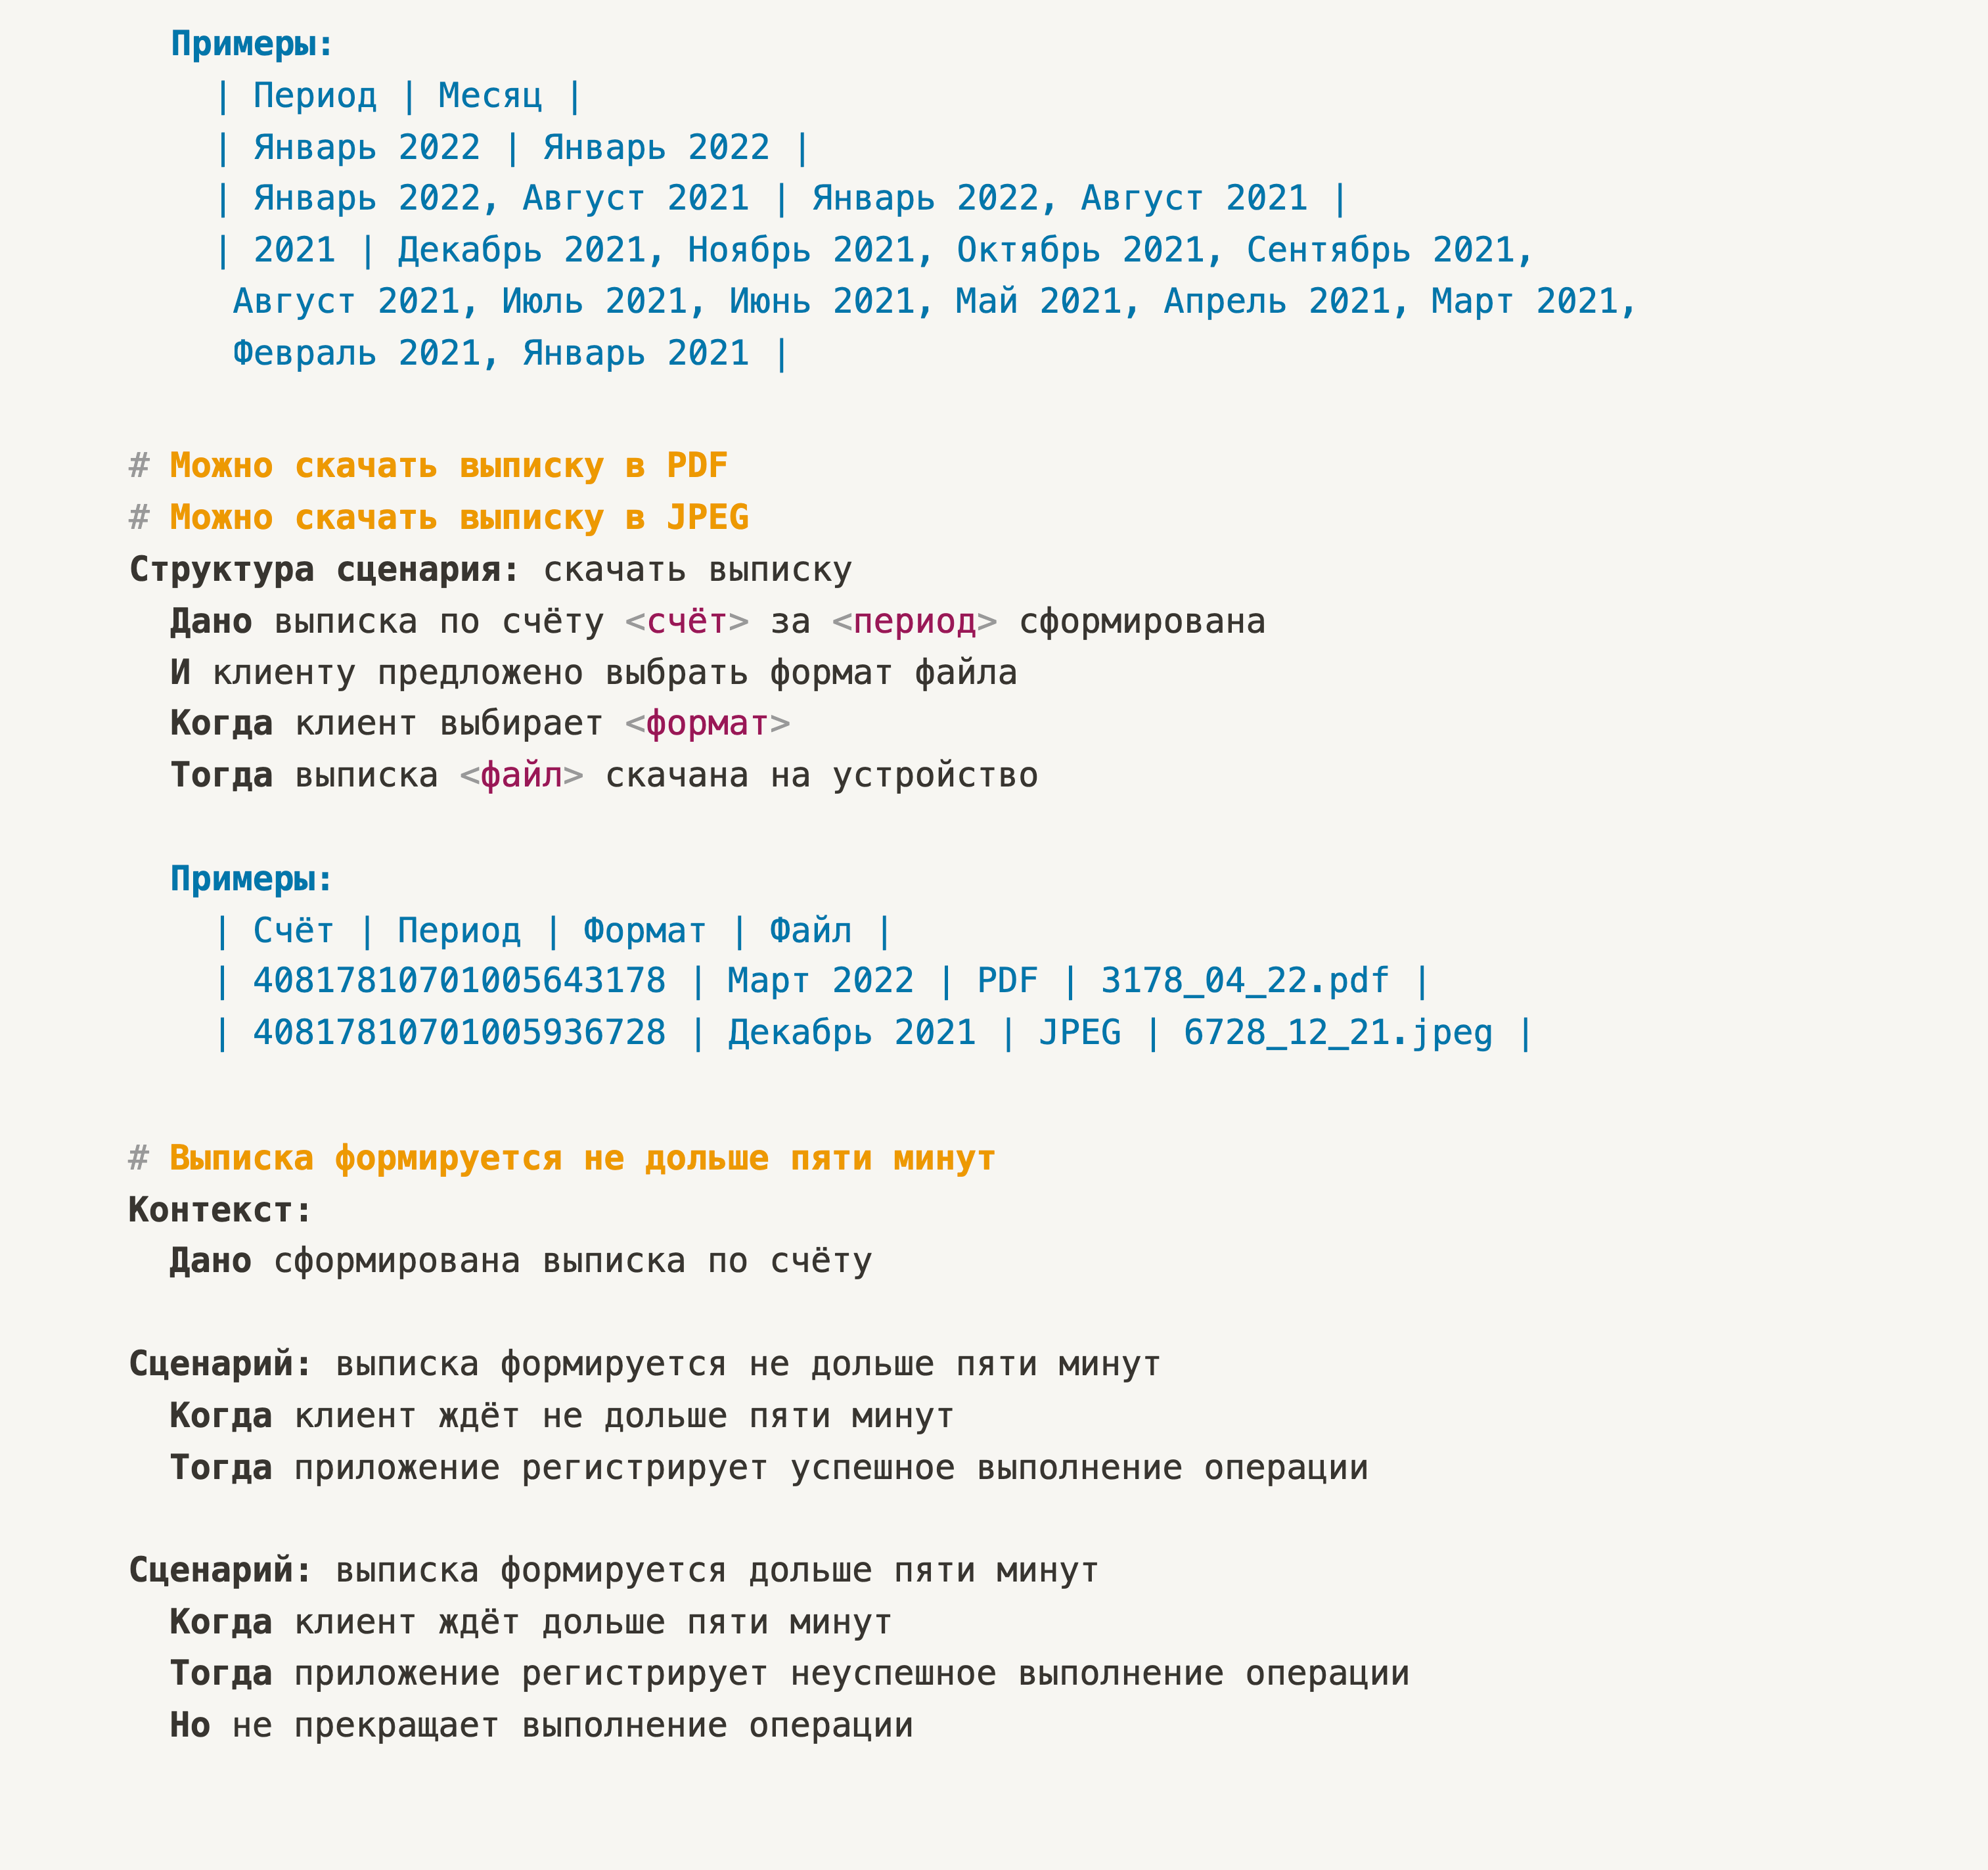 Примеры:
| Период | Месяц |
| Январь 2022 | Январь 2022 |
| Январь 2022, Август 2021 | Январь 2022, Август 2021 |
| 2021 | Декабрь 2021, Ноябрь 2021, Октябрь 2021, Сентябрь 2021,
Август 2021, Июль 2021, Июнь 2021, Май 2021, Апрель 2021, Март 2021,
Февраль 2021, Январь 2021 |
# Можно скачать выписку в PDF
# Можно скачать выписку в JPEG
Структура сценария: скачать выписку
Дано выписка по счёту <счёт> за <период> сформирована
И клиенту предложено выбрать формат файла
Когда клиент выбирает <формат>
Тогда выписка <файл> скачана на устройство
Примеры:
| Счёт | Период | Формат | Файл |
| 40817810701005643178 | Март 2022 | PDF | 3178_04_22.pdf |
| 40817810701005936728 | Декабрь 2021 | JPEG | 6728_12_21.jpeg |
# Выписка формируется не дольше пяти минут
Контекст:
Дано сформирована выписка по счёту
Сценарий: выписка формируется не дольше пяти минут
Когда клиент ждёт не дольше пяти минут
Тогда приложение регистрирует успешное выполнение операции
Сценарий: выписка формируется дольше пяти минут
Когда клиент ждёт дольше пяти минут
Тогда приложение регистрирует неуспешное выполнение операции
Но не прекращает выполнение операции